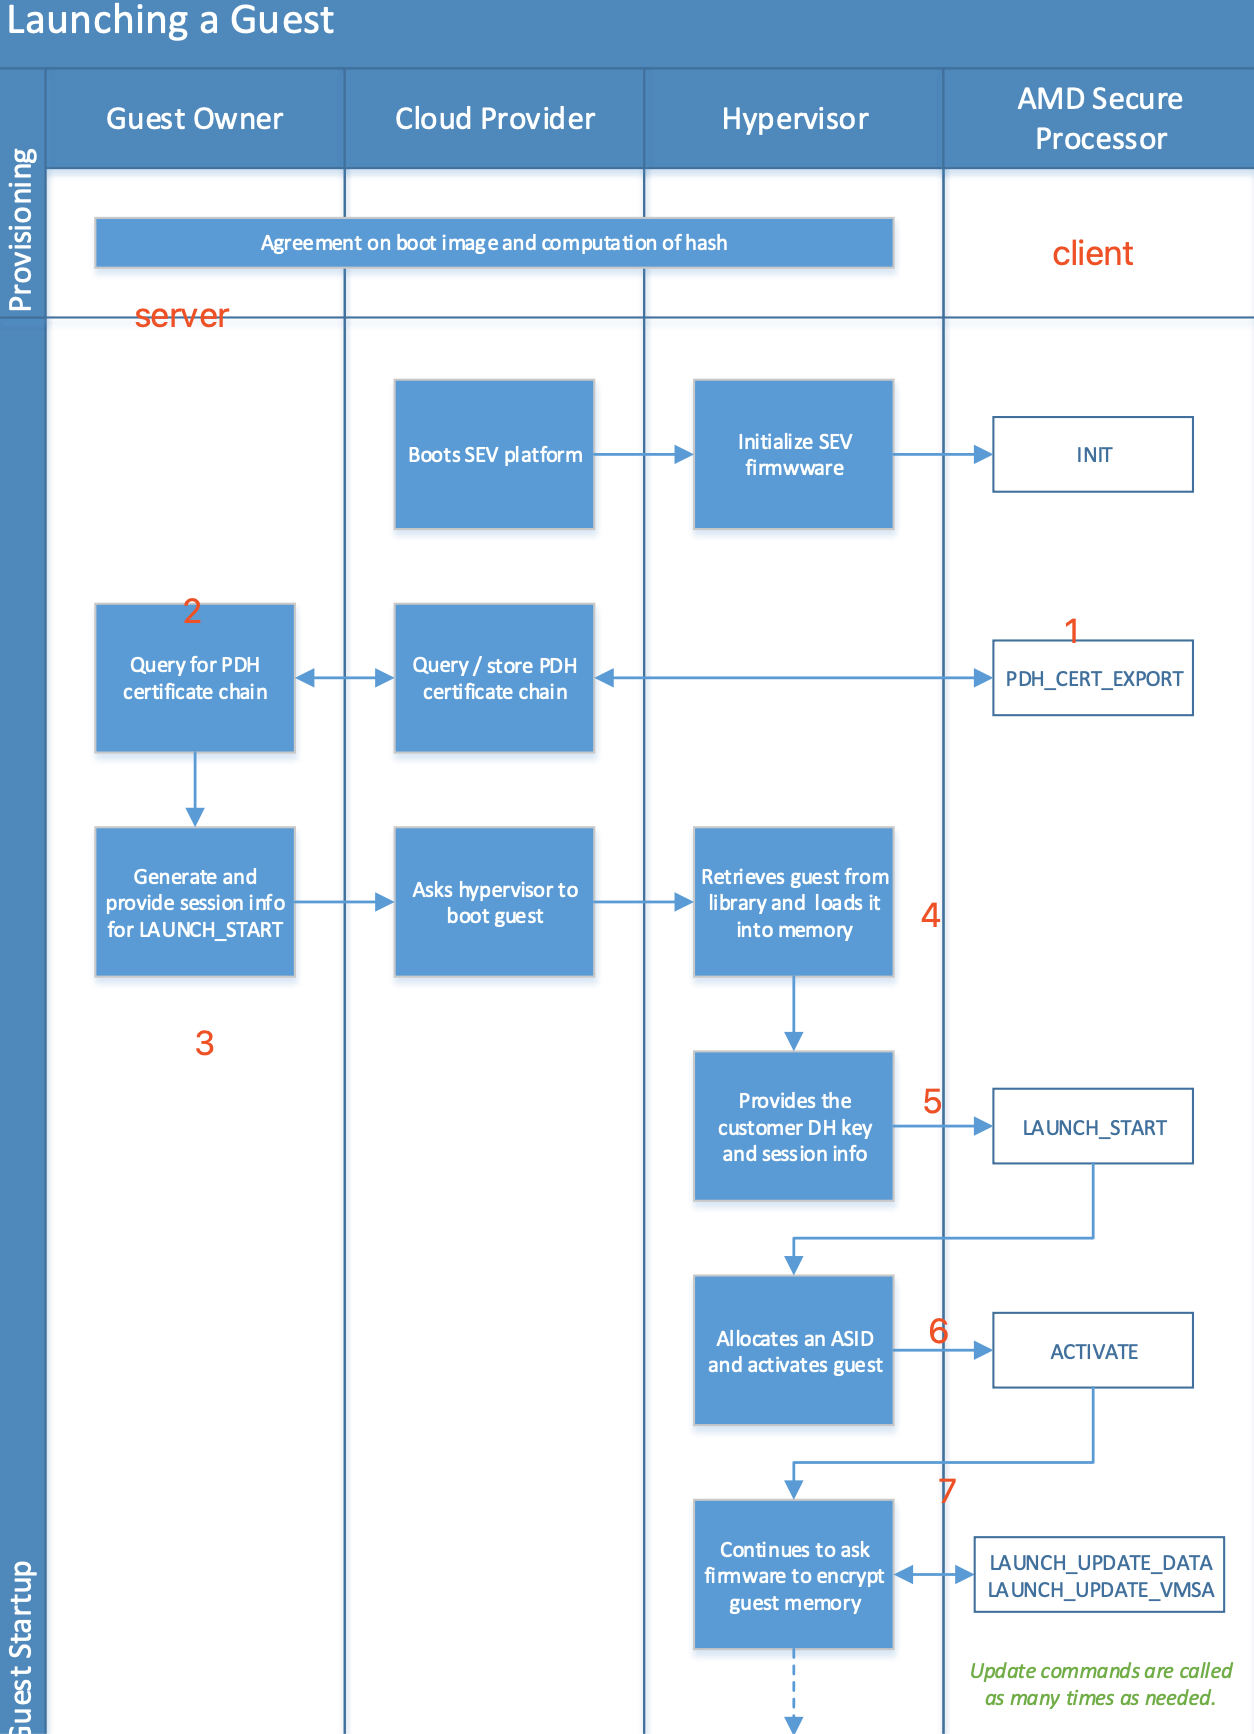 Launching a Guest
Guest Owner
Cloud Provider
Hypervisor
AMD Secure
Processor
Provisioning
Agreement on boot image and computation of hash
client
server
Boots SEV platform
Initialize SEV
firmwware
INIT
2
Query for PDH
certificate chain
Query / store PDH
certificate chain
1
PDH_CERT_EXPORT
Generate and
provide session info
for LAUNCH_START
Asks hypervisor to
boot guest
Retrieves guest from
library and loads it
into memory
4
3
Provides the
customer DH key
and session info
5
LAUNCH_START
Allocates an ASID
and activates guest
6
ACTIVATE
7
Continues to ask
firmware to encrypt
guest memory
LAUNCH_UPDATE_DATA
LAUNCH_UPDATE_VMSA
Guest Startup
Update commands are called
as many times as needed.